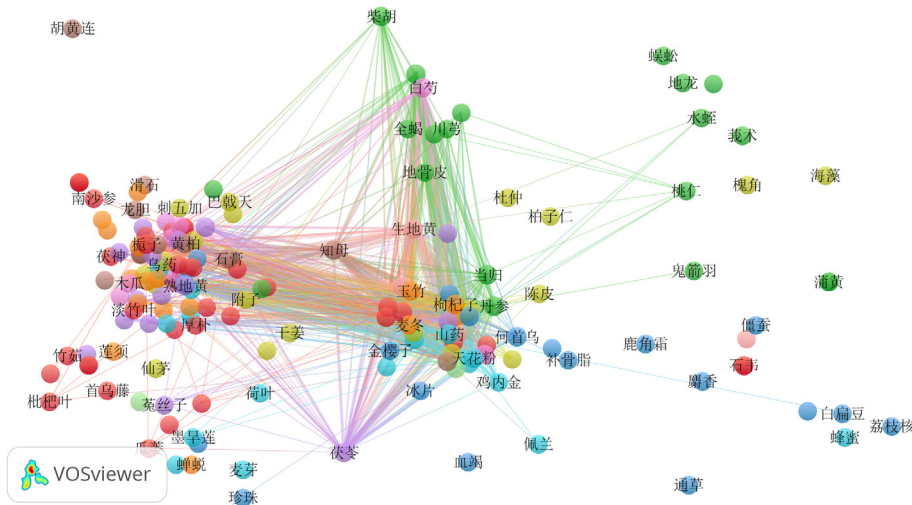 柴胡
胡黄连
蜈蚣
地龙
白芍
水蛭
全蝎
川芎
莪术
地骨皮
海藻
滑石
槐角
桃仁
南沙参
刺五加
巴戟天
杜仲
龙胆
柏子仁
生地黄
栀子
黄柏
知母
茯神
石膏
乌药
当归
鬼箭羽
蒲黄
木瓜
熟地黄
玉竹
陈皮
附子
枸杞子
丹参
淡竹叶
厚朴
麦冬
僵蚕
干姜
山药
何首乌
鹿角霜
竹茹
莲须
金樱子
天花粉
补骨脂
石韦
仙茅
鸡内金
麝香
首乌藤
荷叶
冰片
枇杷叶
菟丝子
白扁豆
荔枝核
墨旱莲
蜂蜜
佩兰
茯苓
血竭
蝉蜕
麦芽
VOSviewer
通草
珍珠